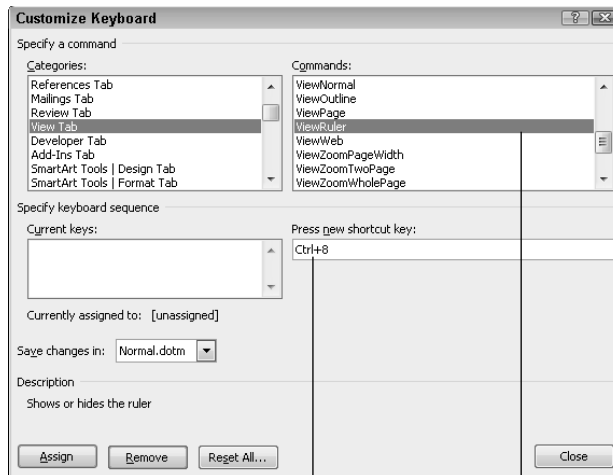 Customize Keyboard
Specify a command
Categories:
References Tab
Mailings Tab
Review Tab
View Tab
Developer Tab
Add-Ins Tab
SmartArt Tools | Design Tab
SmartArt Tools | Format Tab
Commands:
ViewNormal
ViewOutline
ViewPage
ViewRuler
ViewWeb
ViewZoomPageWidth
ViewZoomTwoPage
ViewZoomWholePage
Specify keyboard sequence
Current keys:
Press new shortcut key:
Ctrl+8
Currently assigned to: [unassigned]
Save changes in: Normal.dotm
Description
Shows or hides the ruler
Assign Remove Reset All... Close